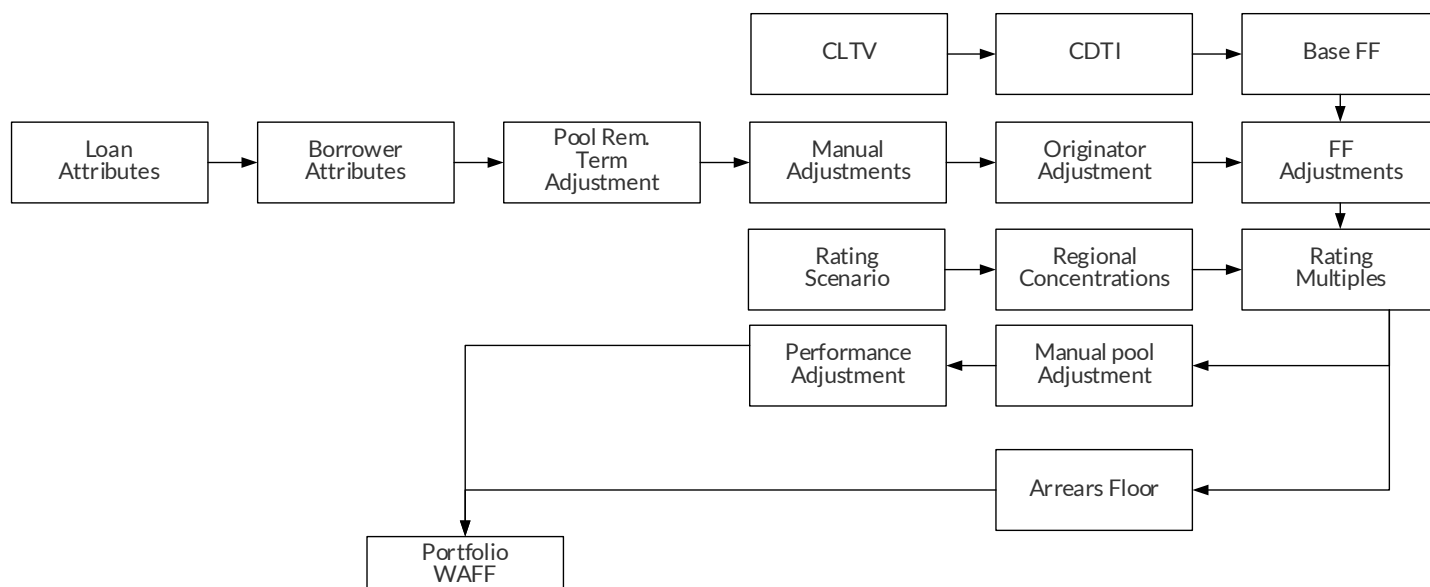 CLTV
CDTI
Base FF
Loan
Attributes
Borrower
Attributes
Pool Rem.
Term
Adjustment
Manual
Adjustments
Originator
Adjustment
FF
Adjustments
Rating
Scenario
Regional
Concentrations
Rating
Multiples
Performance
Adjustment
Manual pool
Adjustment
Arrears Floor
Portfolio
WAFF